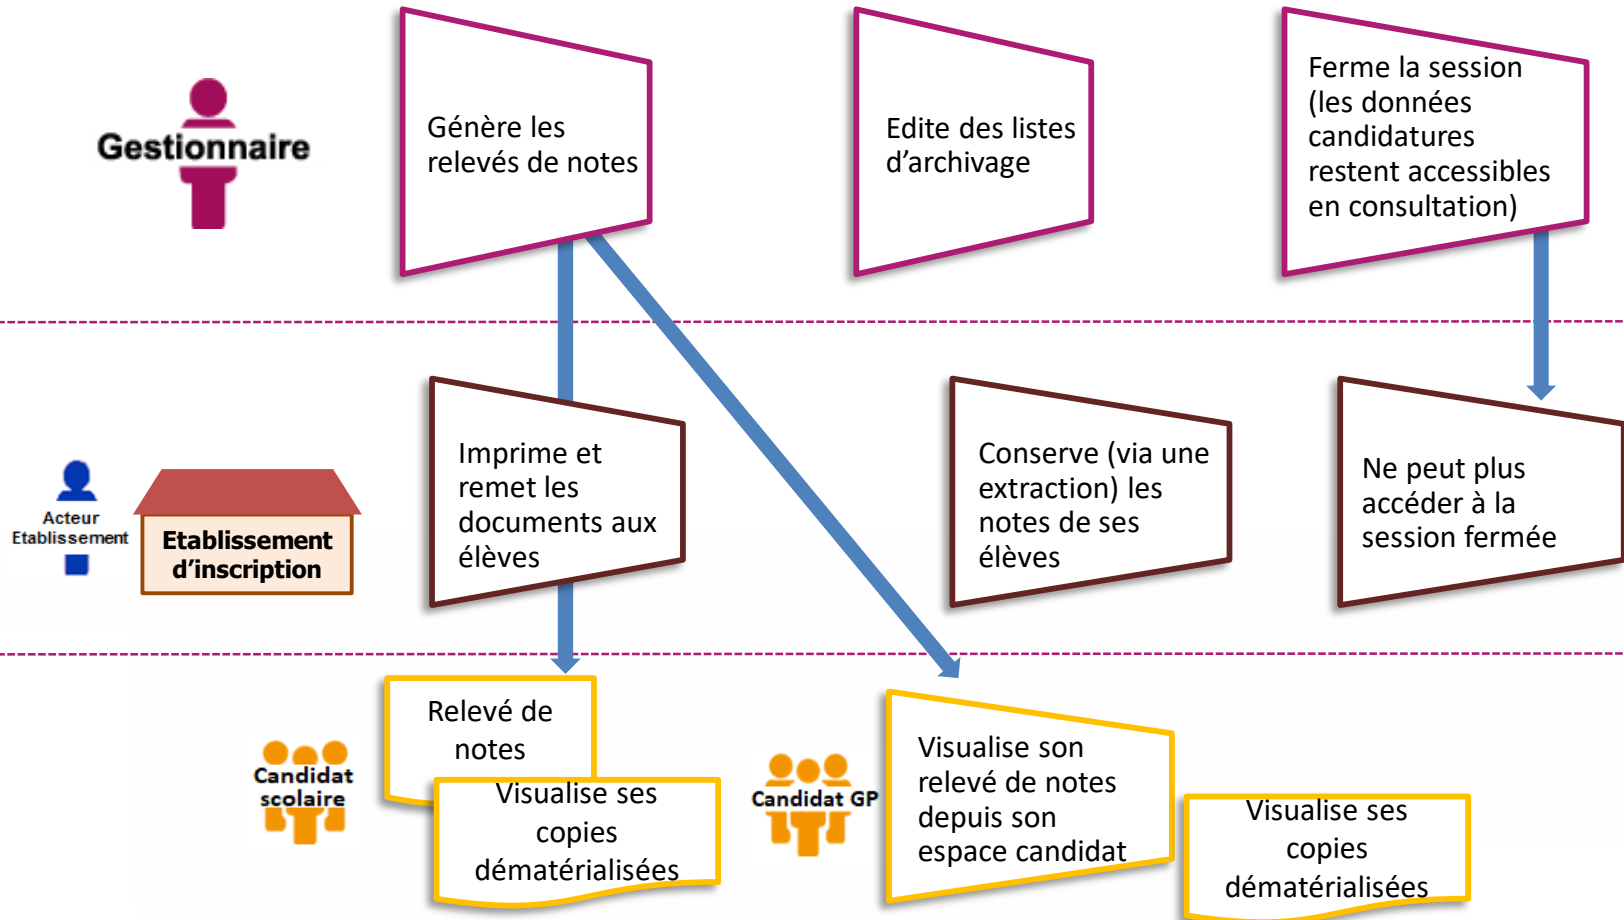 Gestionnaire
Génère les
relevés de notes
Edite des listes
d’archivage
Ferme la session
(les données
candidatures
restent accessibles
en consultation)
Acteur
Etablissement
Etablissement
d’inscription
Imprime et
remet les
documents aux
élèves
Conserve (via une
extraction) les
notes de ses
élèves
Ne peut plus
accéder à la
session fermée
Candidat
scolaire
Relevé de
notes
Visualise ses
copies
dématérialisées
Candidat GP
Visualise son
relevé de notes
depuis son
espace candidat
Visualise ses
copies
dématérialisées